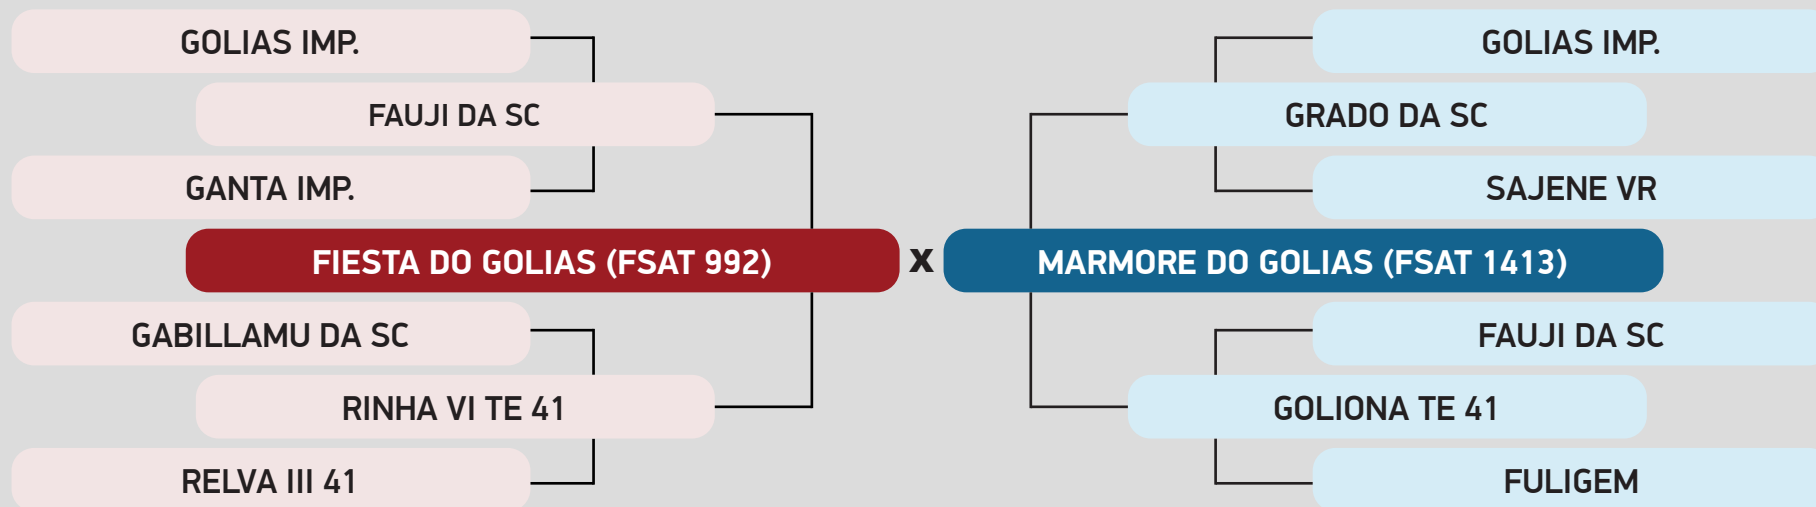 GOLIAS IMP.
GOLIAS IMP.
FAUJI DA SC
GRADO DA SC
GANTA IMP.
SAJENE VR
FIESTA DO GOLIAS (FSAT 992)
X
MARMORE DO GOLIAS (FSAT 1413)
GABILLAMU DA SC
FAUJI DA SC
RINHA VI TE 41
GOLIONA TE 41
RELVA III 41
FULIGEM